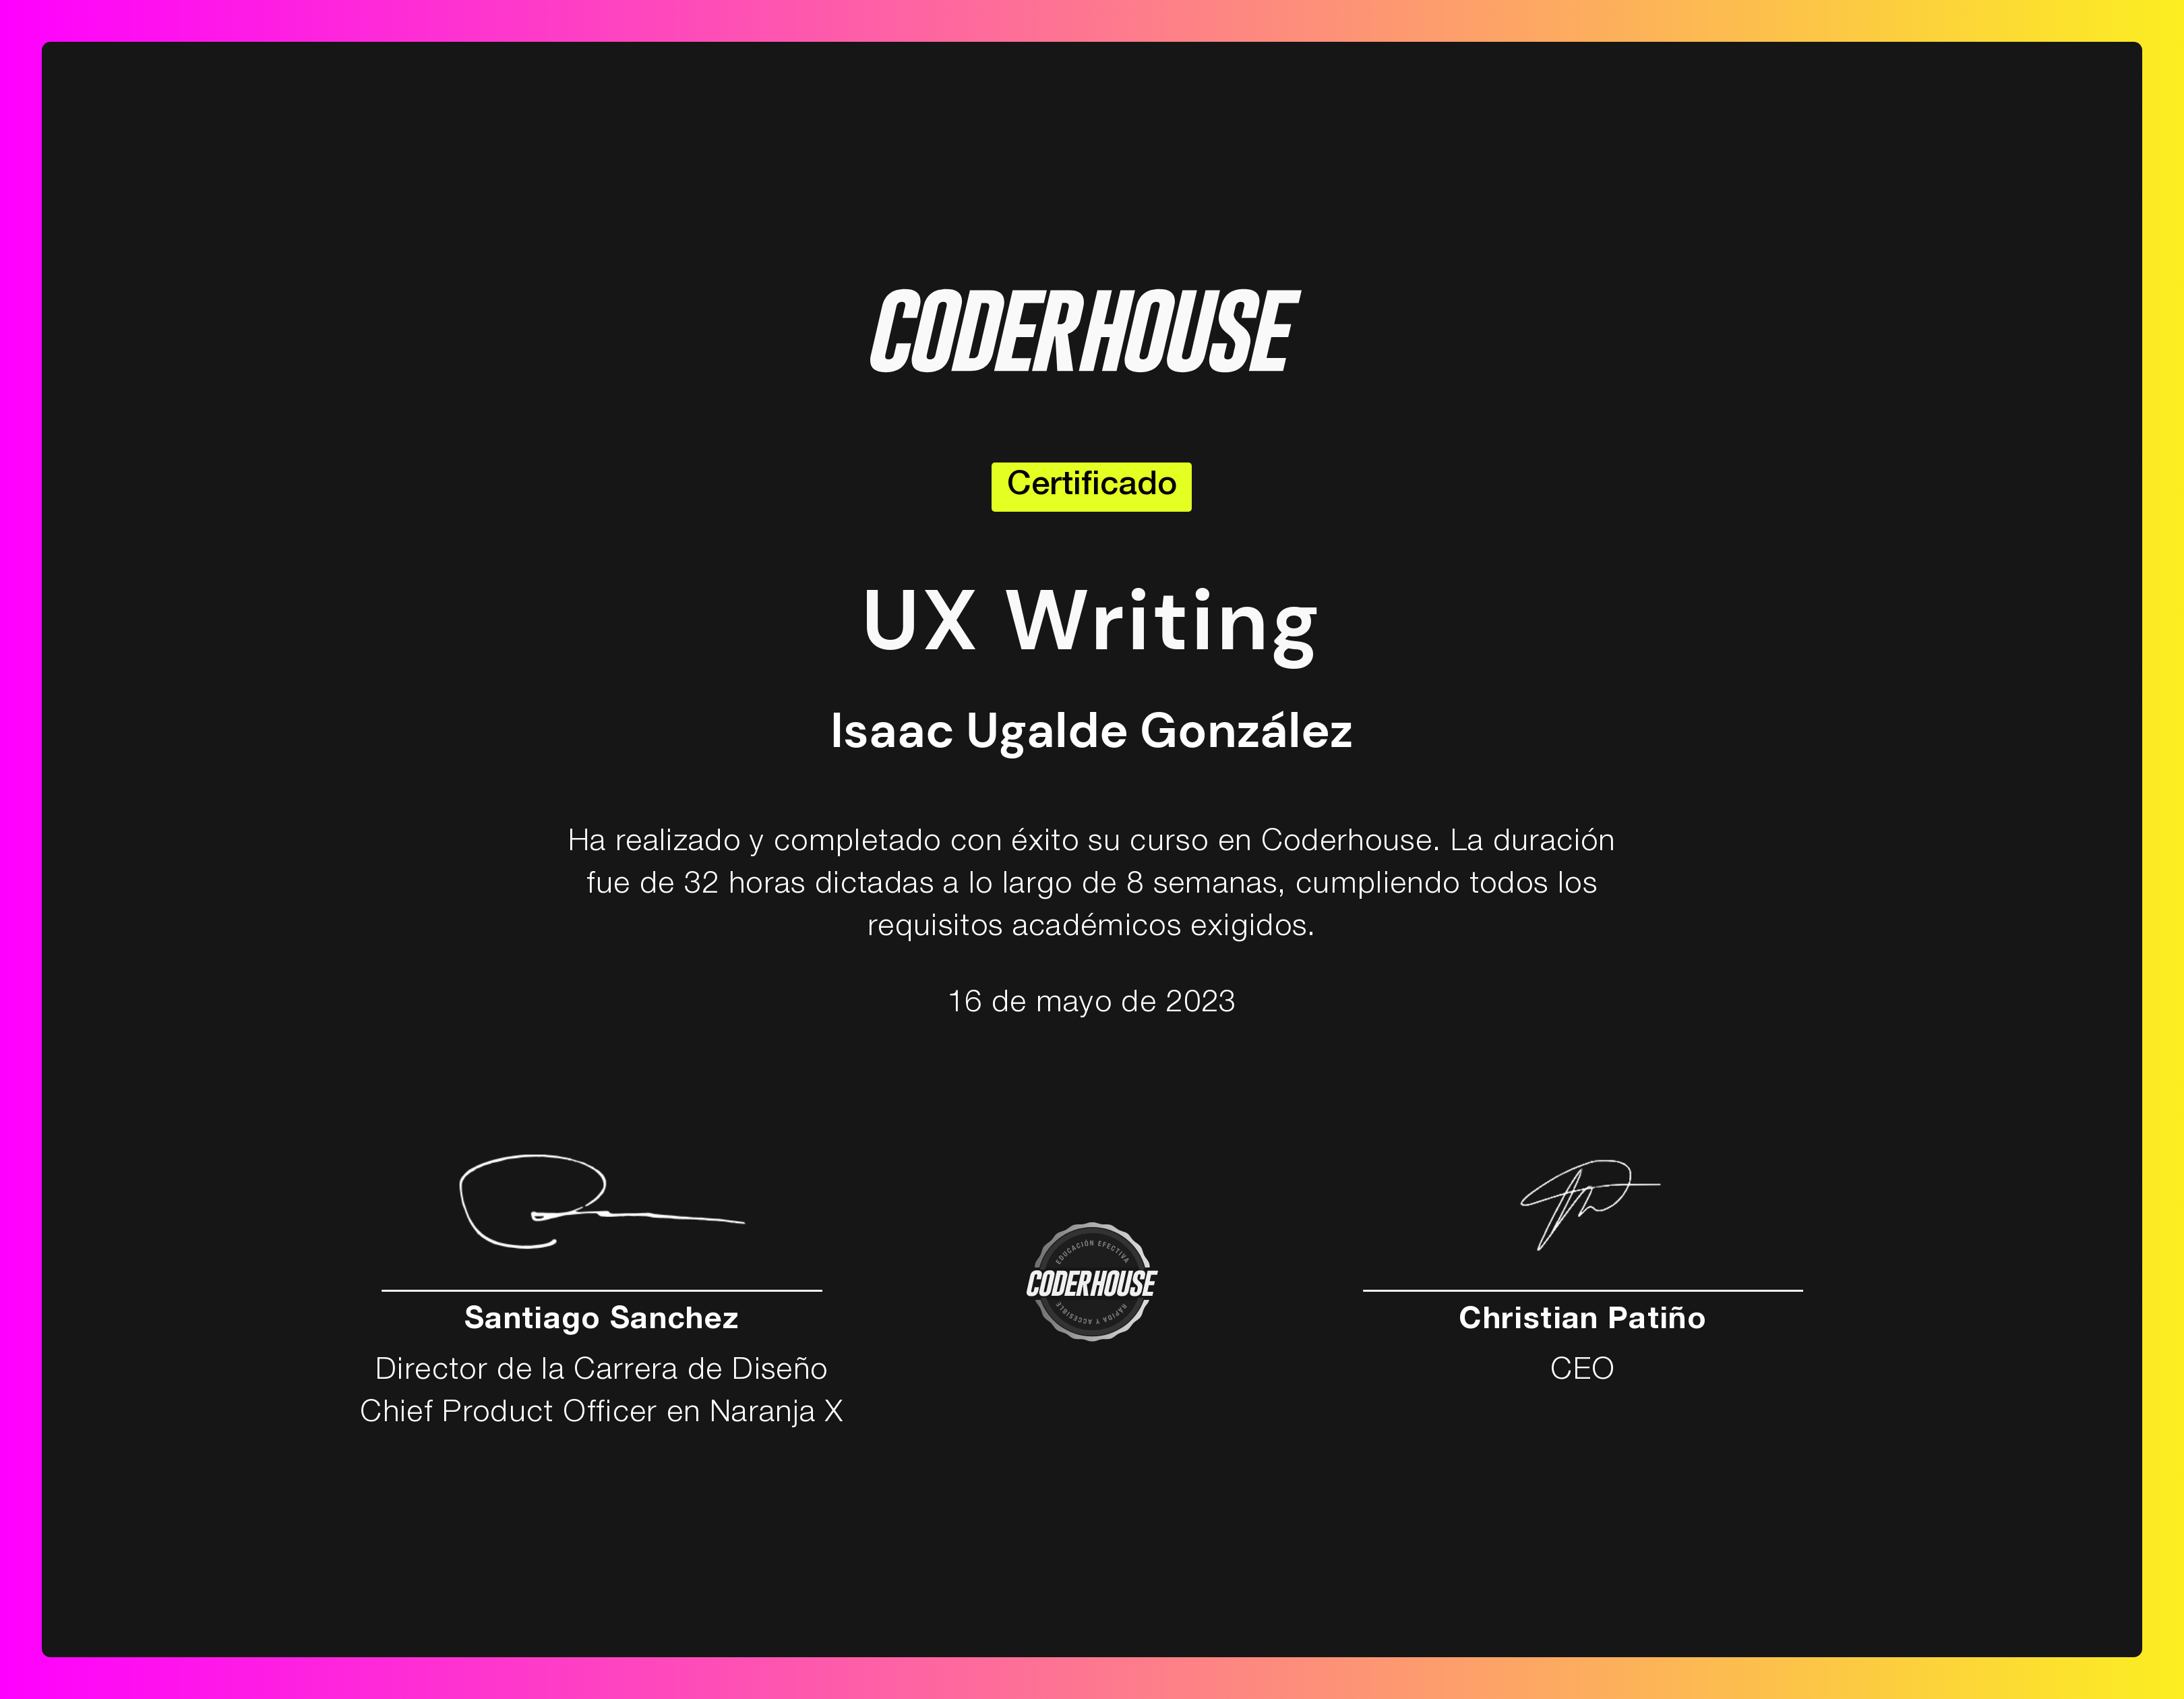 CODERHOUSE
Certificado
UX Writing
Isaac Ugalde González
Ha realizado y completado con éxito su curso en Coderhouse. La duración
fue de 32 horas dictadas a lo largo de 8 semanas, cumpliendo todos los
requisitos académicos exigidos.
16 de mayo de 2023
Santiago Sanchez
Director de la Carrera de Diseño
Chief Product Officer en Naranja X
EDUCACIÓN EFECTIVA
CODERHOUSE
RÁPIDA Y ACCESIBLE
Christian Patiño
CEO